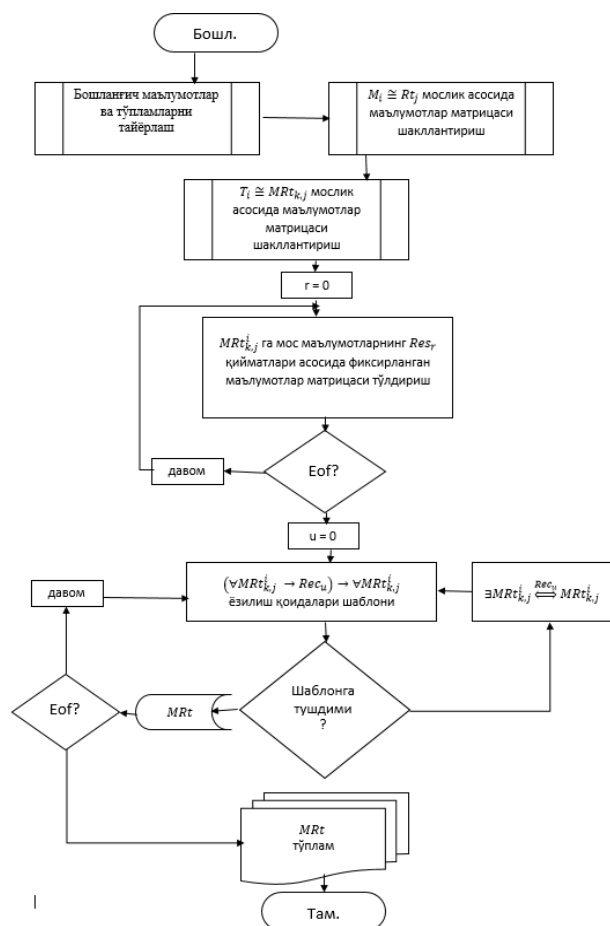 Бошл.
Бошланғич маълумотлар
ва тўпламларни
тайёрлаш
M_i ≅ Rt_j мослик асосида
маълумотлар матрицаси
шакллантириш
T_i ≅ MRt_{k,j} мослик
асосида маълумотлар
матрицаси
шакллантириш
r = 0
MRt^i_{k,j} га мос маълумотларнинг Res_r
қийматлари асосида фиксирланган
маълумотлар матрицаси тўлдириш
давом
Eof?
u = 0
(∀MRt^i_{k,j} → Rec_u) → ∀MRt^i_{k,j}
ёзилиш қоидалари шаблони
∃MRt^i_{k,j} ⟺^{Rec_u} MRt^i_{k,j}
давом
Eof?
MRt
Шаблонга
тушдими
?
MRt
тўплам
Там.